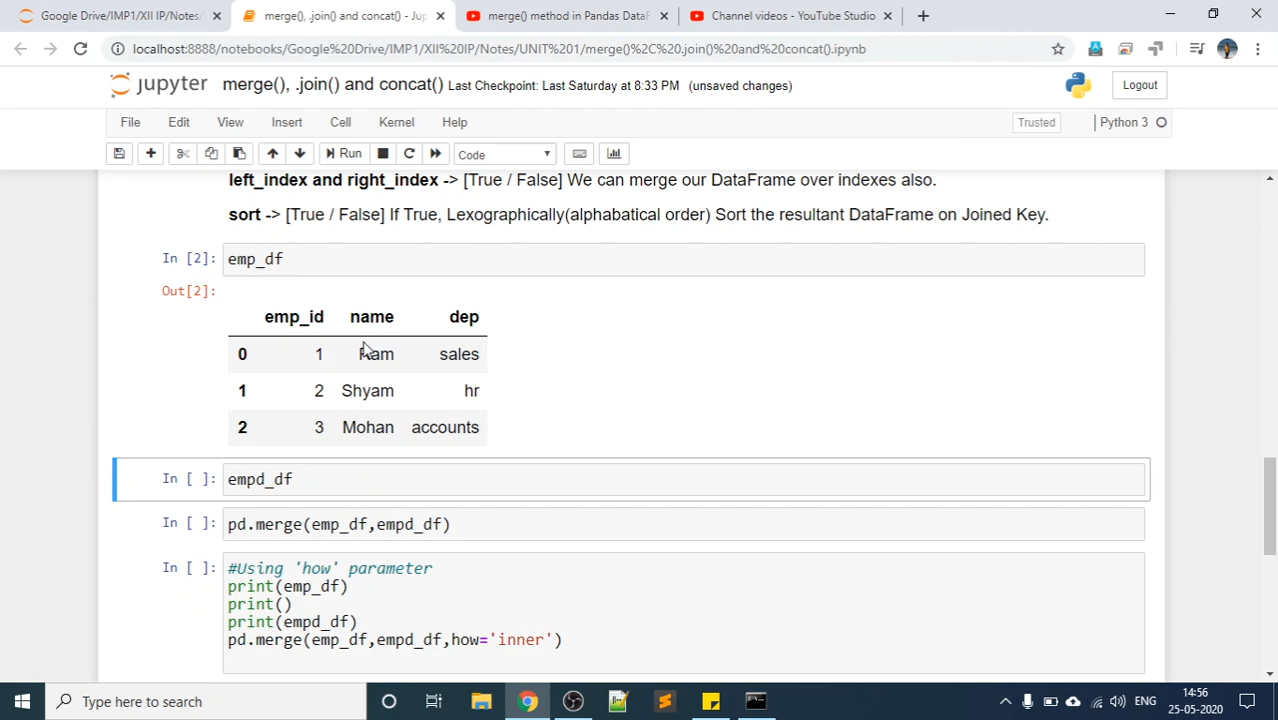 Google Drive/IMP1/XII IP/Notes/ merge(), .join() and concat() - Jup merge() method in Pandas DataF Channel videos - YouTube Studio
localhost:8888/notebooks/Google%20Drive/IMP1/XII%20IP/Notes/UNIT%201/merge()%2C%20.join()%20and%20concat().ipynb
jupyter merge(), .join() and concat() Last Checkpoint: Last Saturday at 8:33 PM (unsaved changes) Logout
File Edit View Insert Cell Kernel Help Trusted Python 3
Run Code
left_index and right_index -> [True / False] We can merge our DataFrame over indexes also.
sort -> [True / False] If True, Lexographically(alphabatical order) Sort the resultant DataFrame on Joined Key.
In [2]: emp_df
Out[2]:
emp_id name dep
0 1 Ram sales
1 2 Shyam hr
2 3 Mohan accounts
In [ ]: empd_df
In [ ]: pd.merge(emp_df,empd_df)
In [ ]: #Using 'how' parameter
print(emp_df)
print()
print(empd_df)
pd.merge(emp_df,empd_df,how='inner')
Type here to search ENG 14:56
25-05-2020